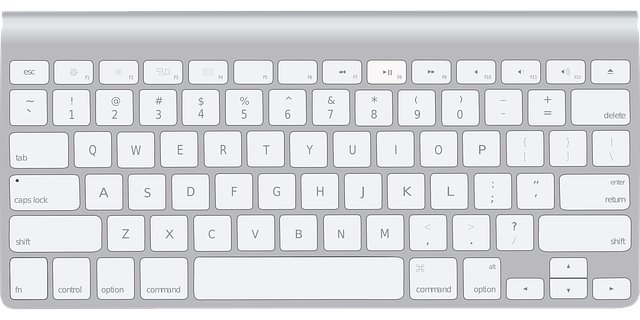 esc F1 F2 F3 F4 F5 F6 F7 F8 F9 F10 F11 F12
~ ! @ # $ % ^ & * ( ) _ +
` 1 2 3 4 5 6 7 8 9 0 - = delete
tab Q W E R T Y U I O P { [ } ] | \
caps lock A S D F G H J K L : ; “ ‘ enter return
shift Z X C V B N M < , > . ? / shift
fn control option command ⌘ command alt option